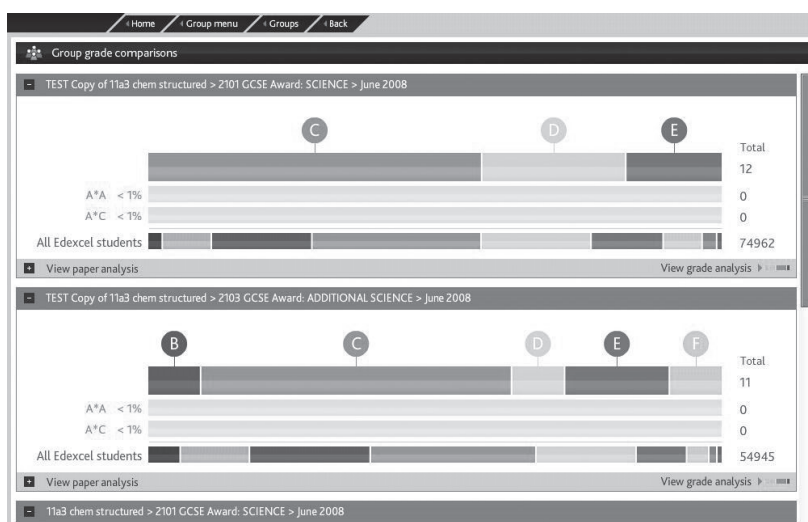 Home Group menu Groups Back
Group grade comparisons
TEST Copy of 11a3 chem structured > 2101 GCSE Award: SCIENCE > June 2008
C D E
Total
12
A*A < 1% 0
A*C < 1% 0
All Edexcel students 74962
View paper analysis View grade analysis
TEST Copy of 11a3 chem structured > 2103 GCSE Award: ADDITIONAL SCIENCE > June 2008
B C D E F
Total
11
A*A < 1% 0
A*C < 1% 0
All Edexcel students 54945
View paper analysis View grade analysis
11a3 chem structured > 2101 GCSE Award: SCIENCE > June 2008